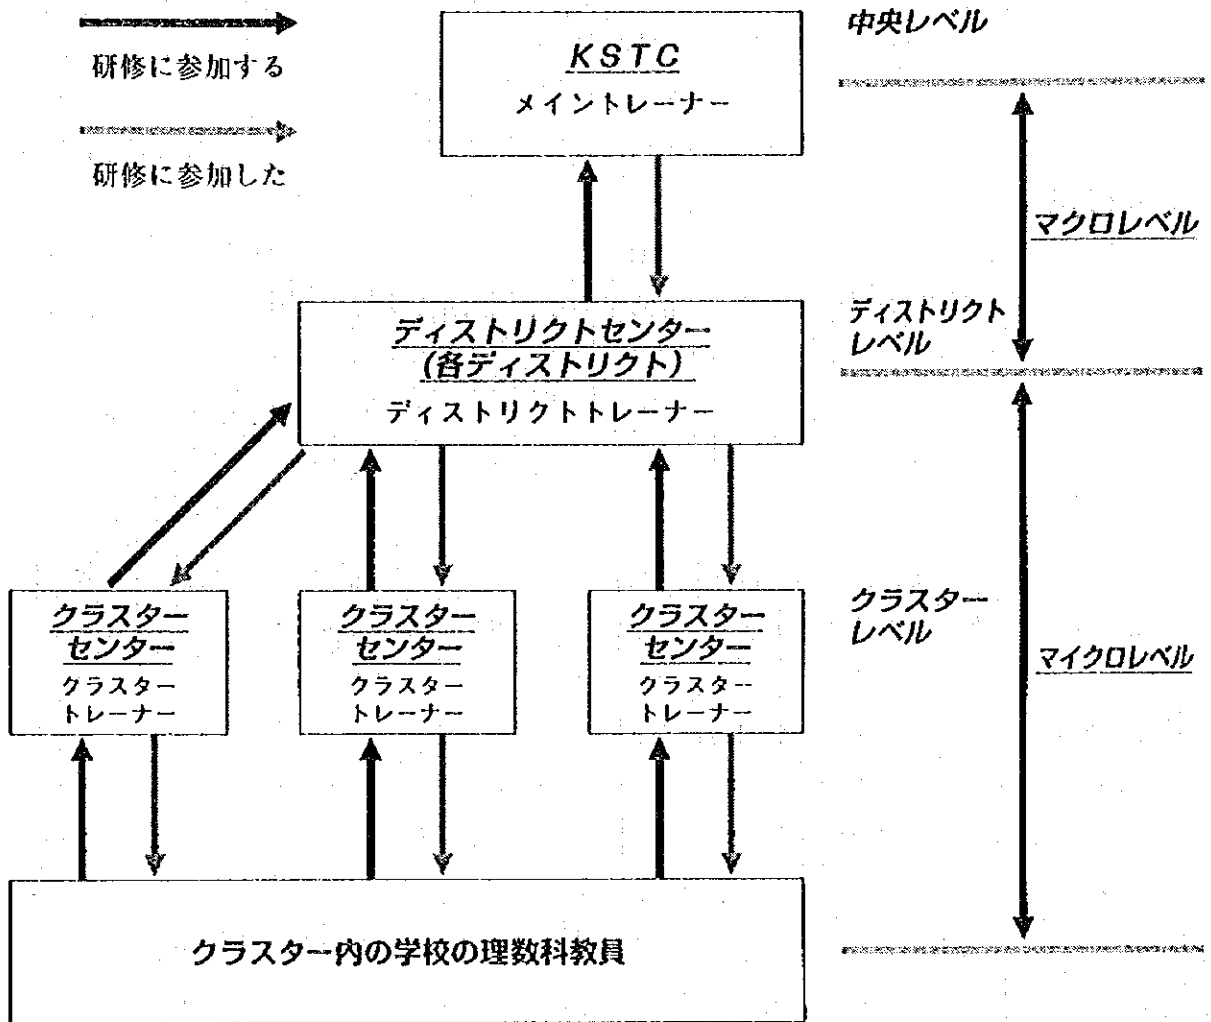 研修に参加する
研修に参加した
KSTC
メイントレーナー
中央レベル
マクロレベル
ディストリクトセンター
(各ディストリクト)
ディストリクトトレーナー
ディストリクト
レベル
クラスター
センター
クラスター
トレーナー
クラスター
センター
クラスター
トレーナー
クラスター
センター
クラスター
トレーナー
クラスター
レベル
マイクロレベル
クラスター内の学校の理数科教員